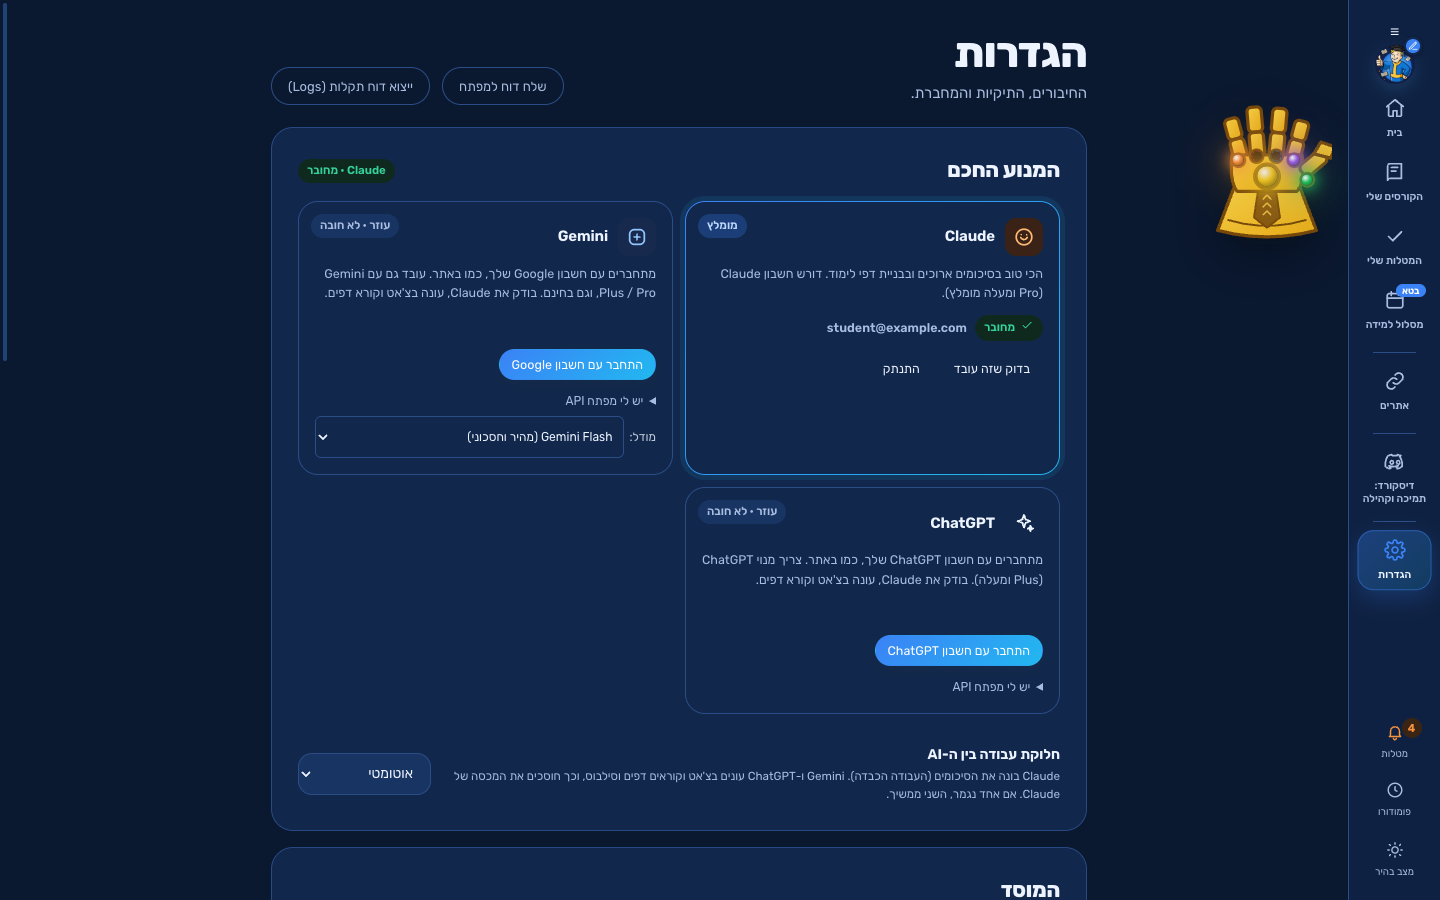 הגדרות
החיבורים, התיקיות והמחברת.
שלח דוח למפתח
ייצוא דוח תקלות (Logs)
המנוע החכם
Claude • מחובר
Claude
מומלץ
הכי טוב בסיכומים ארוכים ובבניית דפי לימוד. דורש חשבון Claude
(Pro ומעלה מומלץ).
מחובר
student@example.com
בדוק שזה עובד
התנתק
Gemini
עוזר • לא חובה
מתחברים עם חשבון Google שלך, כמו באתר. עובד גם עם Gemini
Plus / Pro, וגם בחינם. בודק את Claude, עונה בצ'אט וקורא דפים.
התחבר עם חשבון Google
יש לי מפתח API
מודל:
Gemini Flash (מהיר וחסכוני)
ChatGPT
עוזר • לא חובה
מתחברים עם חשבון ChatGPT שלך, כמו באתר. צריך מנוי ChatGPT
(Plus ומעלה). בודק את Claude, עונה בצ'אט וקורא דפים.
התחבר עם חשבון ChatGPT
יש לי מפתח API
חלוקת עבודה בין ה-AI
Claude בונה את הסיכומים (העבודה הכבדה). Gemini ו-ChatGPT עונים בצ'אט וקוראים דפים וסילבוס, וכך חוסכים את המכסה של
Claude. אם אחד נגמר, השני ממשיך.
אוטומטי
המוסד
בית
הקורסים שלי
המטלות שלי
בטא
מסלול למידה
אתרים
דיסקורד:
תמיכה וקהילה
הגדרות
4
מטלות
פומודורו
מצב בהיר